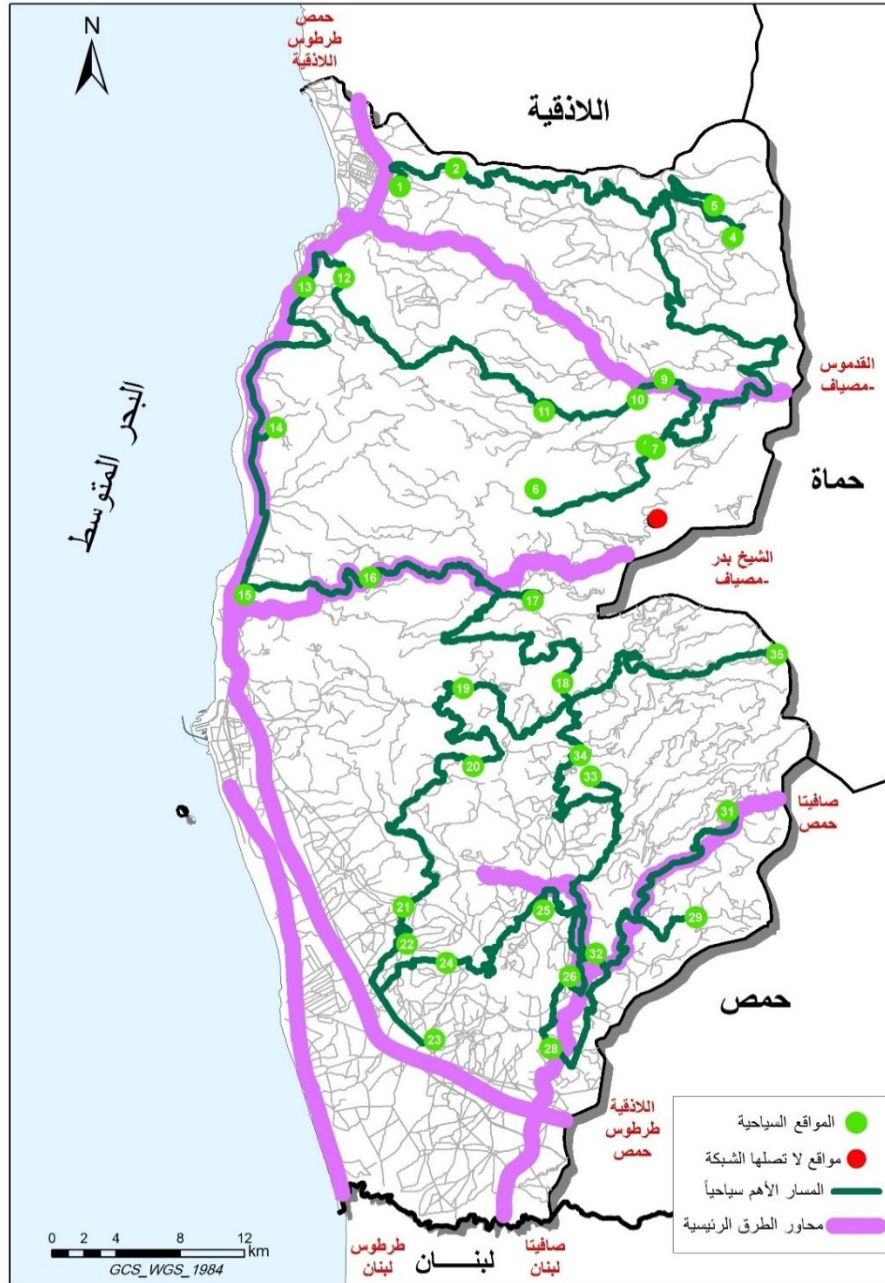 N
حمص
طرطوس
اللاذقية
اللاذقية
1
2
5
4
12
13
9
القدموس
-مصياف
10
11
14
7
البحر المتوسط
حماة
6
الشيخ بدر
-مصياف
16
15
17
35
18
19
34
20
33
صافيتا
حمص
31
21
25
29
22
32
24
26
حمص
23
28
اللاذقية
طرطوس
حمص
المواقع السياحية
مواقع لا تصلها الشبكة
المسار الأهم سياحياً
محاور الطرق الرئيسية
0 2 4 8 12
km
GCS_WGS_1984
طرطوس
لبنان
لبنــان
صافيتا
لبنان